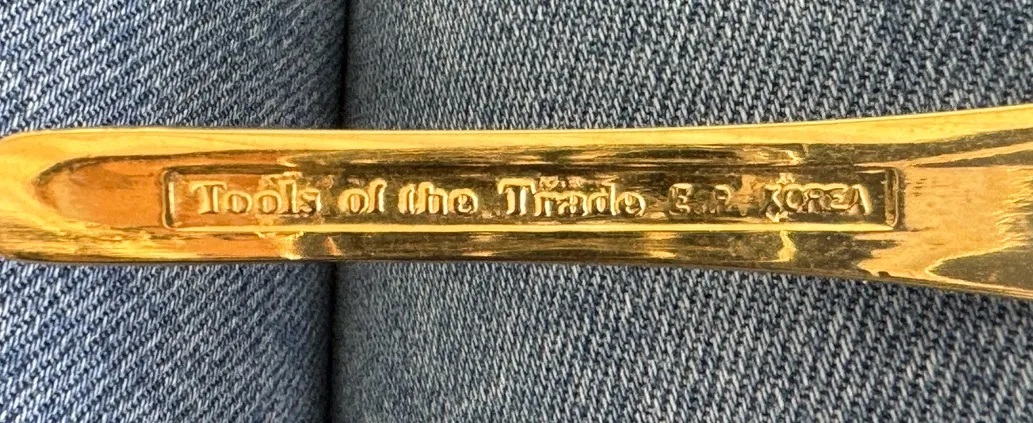 Tools of the Trade E.P. KOREA